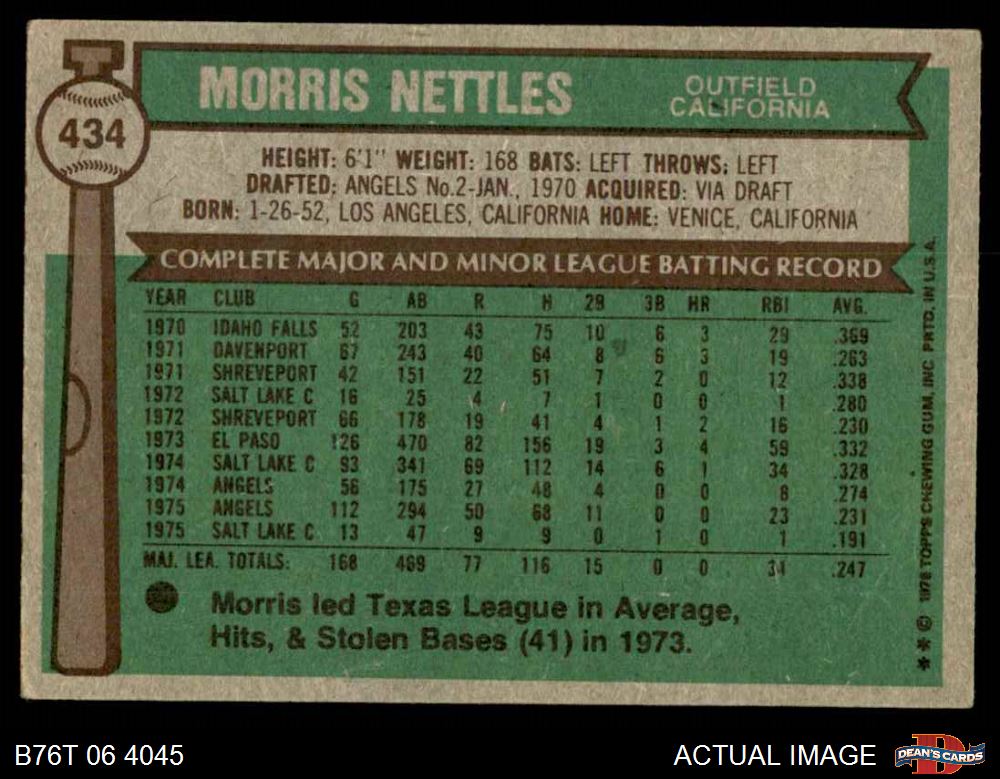 434
MORRIS NETTLES
OUTFIELD
CALIFORNIA
HEIGHT: 6'1" WEIGHT: 168 BATS: LEFT THROWS: LEFT
DRAFTED: ANGELS No.2-JAN., 1970 ACQUIRED: VIA DRAFT
BORN: 1-26-52, LOS ANGELES, CALIFORNIA HOME: VENICE, CALIFORNIA
COMPLETE MAJOR AND MINOR LEAGUE BATTING RECORD
YEAR CLUB G AB R H 2B 3B HR RBI AVG.
1970 IDAHO FALLS 52 203 43 75 10 6 3 29 .369
1971 DAVENPORT 67 243 40 64 8 6 3 19 .263
1971 SHREVEPORT 42 151 22 51 7 2 0 12 .338
1972 SALT LAKE C 16 25 4 7 1 0 0 1 .280
1972 SHREVEPORT 66 178 19 41 4 1 2 16 .230
1973 EL PASO 126 470 82 156 19 3 4 59 .332
1974 SALT LAKE C 93 341 69 112 14 6 1 34 .328
1974 ANGELS 56 175 27 48 4 0 0 8 .274
1975 ANGELS 112 294 50 68 11 0 0 23 .231
1975 SALT LAKE C 13 47 9 9 0 1 0 1 .191
MAJ. LEA. TOTALS: 168 469 77 116 15 0 0 31 .247
Morris led Texas League in Average,
Hits, & Stolen Bases (41) in 1973.
** © 1976 TOPPS CHEWING GUM, INC. PRTD. IN U.S.A.
B76T 06 4045
ACTUAL IMAGE
DEAN'S CARDS